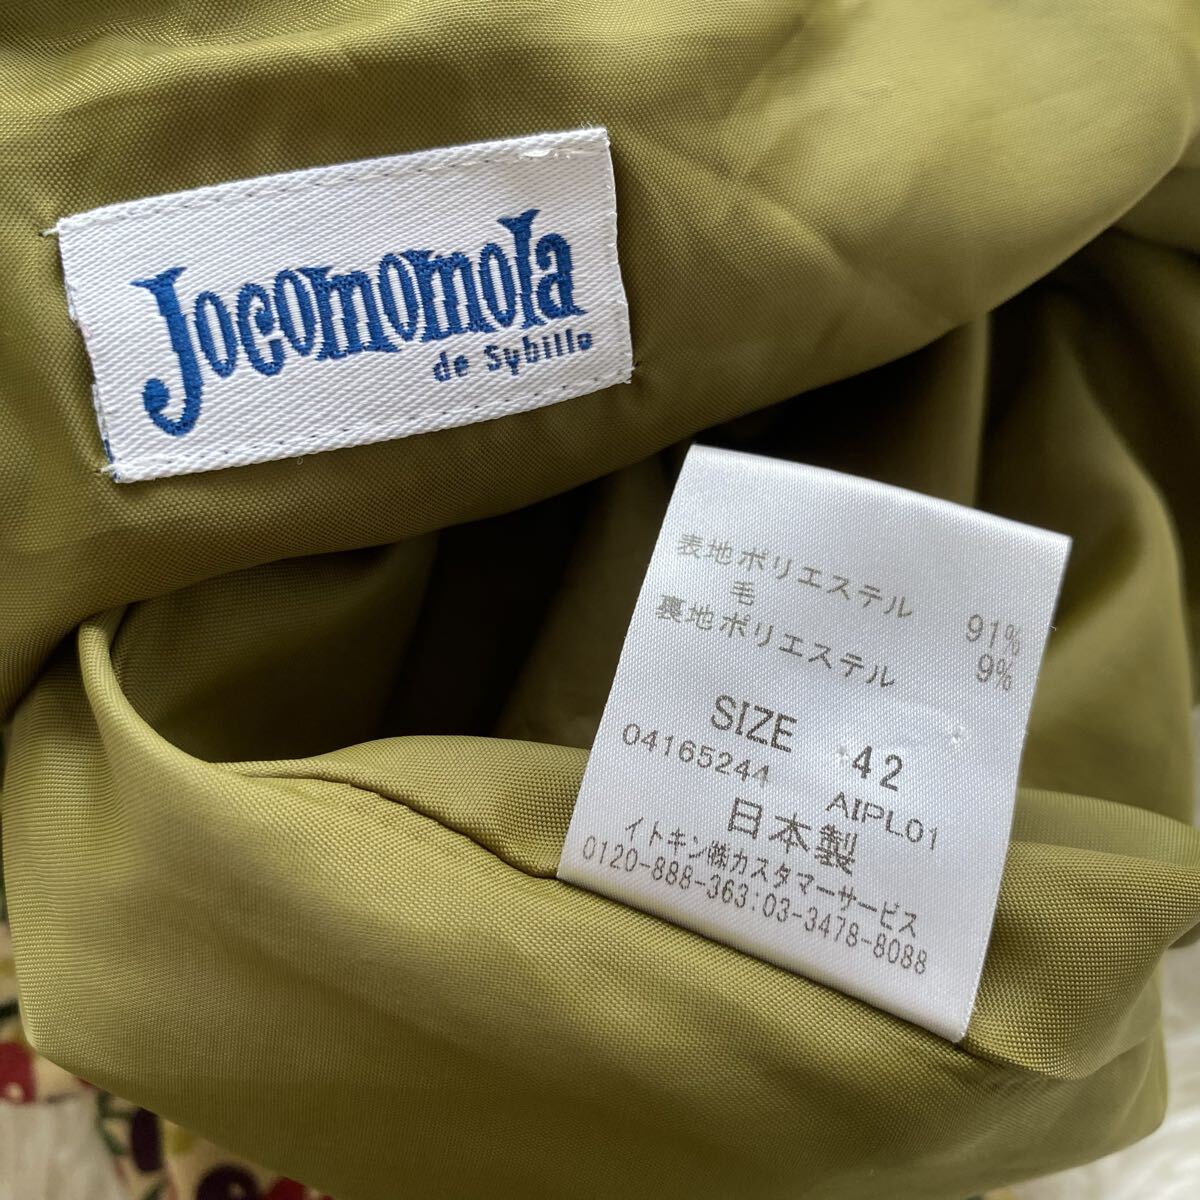 Jocomomola
de Sybilla
表地ポリエステル 91%
毛 9%
裏地ポリエステル
SIZE 42
04165244 AIPL01
日本製
イトキン㈱カスタマーサービス
0120-888-363:03-3478-8088